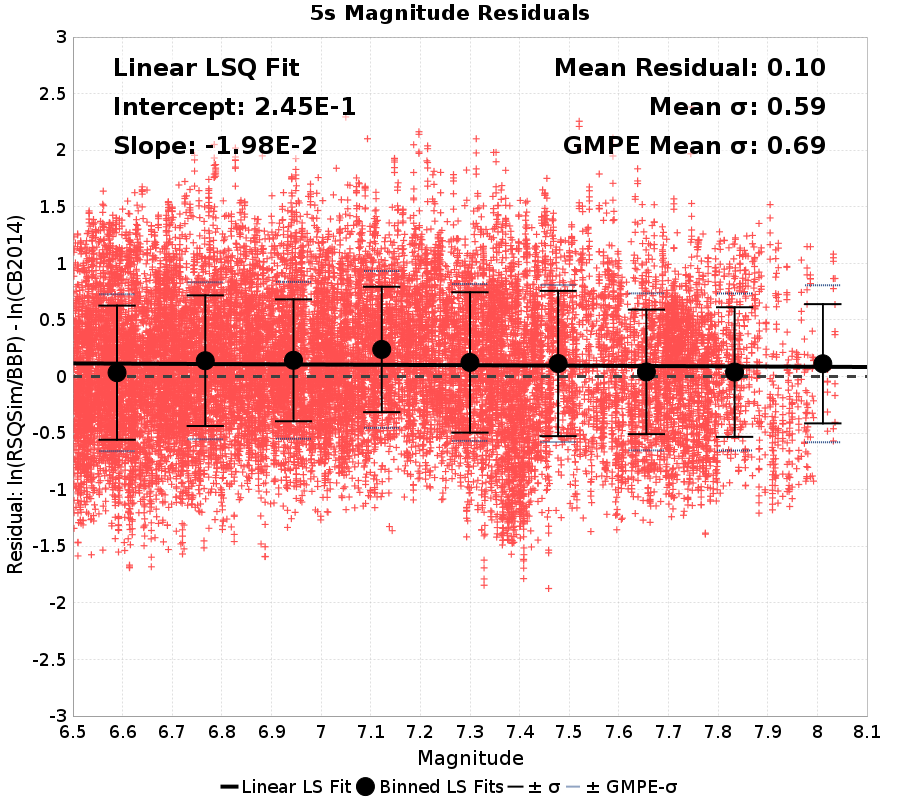 5s Magnitude Residuals
Linear LSQ Fit
Intercept: 2.45E-1
Slope: -1.98E-2
Mean Residual: 0.10
Mean σ: 0.59
GMPE Mean σ: 0.69
Residual: ln(RSQSim/BBP) - ln(CB2014)
3
2.5
2
1.5
1
0.5
0
-0.5
-1
-1.5
-2
-2.5
-3
6.5 6.6 6.7 6.8 6.9 7 7.1 7.2 7.3 7.4 7.5 7.6 7.7 7.8 7.9 8 8.1
Magnitude
Linear LS Fit Binned LS Fits ± σ ± GMPE-σ